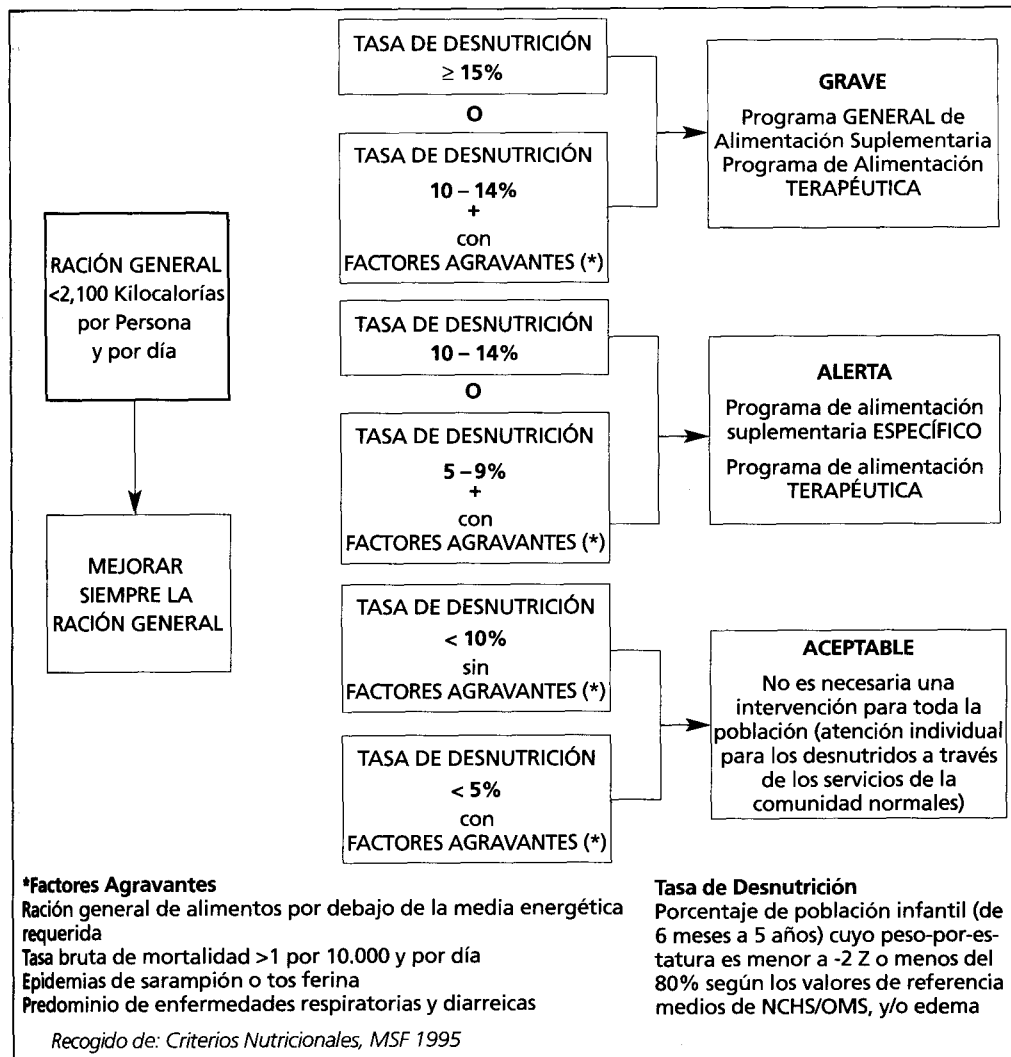 RACIÓN GENERAL
<2,100 Kilocalorías
por Persona
y por día
MEJORAR
SIEMPRE LA
RACIÓN GENERAL
TASA DE DESNUTRICIÓN
≥ 15%
O
TASA DE DESNUTRICIÓN
10 – 14%
+
con
FACTORES AGRAVANTES (*)
GRAVE
Programa GENERAL de
Alimentación Suplementaria
Programa de Alimentación
TERAPÉUTICA
TASA DE DESNUTRICIÓN
10 – 14%
O
TASA DE DESNUTRICIÓN
5 – 9%
+
con
FACTORES AGRAVANTES (*)
ALERTA
Programa de alimentación
suplementaria ESPECÍFICO
Programa de alimentación
TERAPÉUTICA
TASA DE DESNUTRICIÓN
< 10%
sin
FACTORES AGRAVANTES (*)
TASA DE DESNUTRICIÓN
< 5%
con
FACTORES AGRAVANTES (*)
ACEPTABLE
No es necesaria una
intervención para toda la
población (atención individual
para los desnutridos a través
de los servicios de la
comunidad normales)
*Factores Agravantes
Ración general de alimentos por debajo de la media energética
requerida
Tasa bruta de mortalidad >1 por 10.000 y por día
Epidemias de sarampión o tos ferina
Predominio de enfermedades respiratorias y diarreicas
Recogido de: Criterios Nutricionales, MSF 1995
Tasa de Desnutrición
Porcentaje de población infantil (de
6 meses a 5 años) cuyo peso-por-es-
tatura es menor a -2 Z o menos del
80% según los valores de referencia
medios de NCHS/OMS, y/o edema